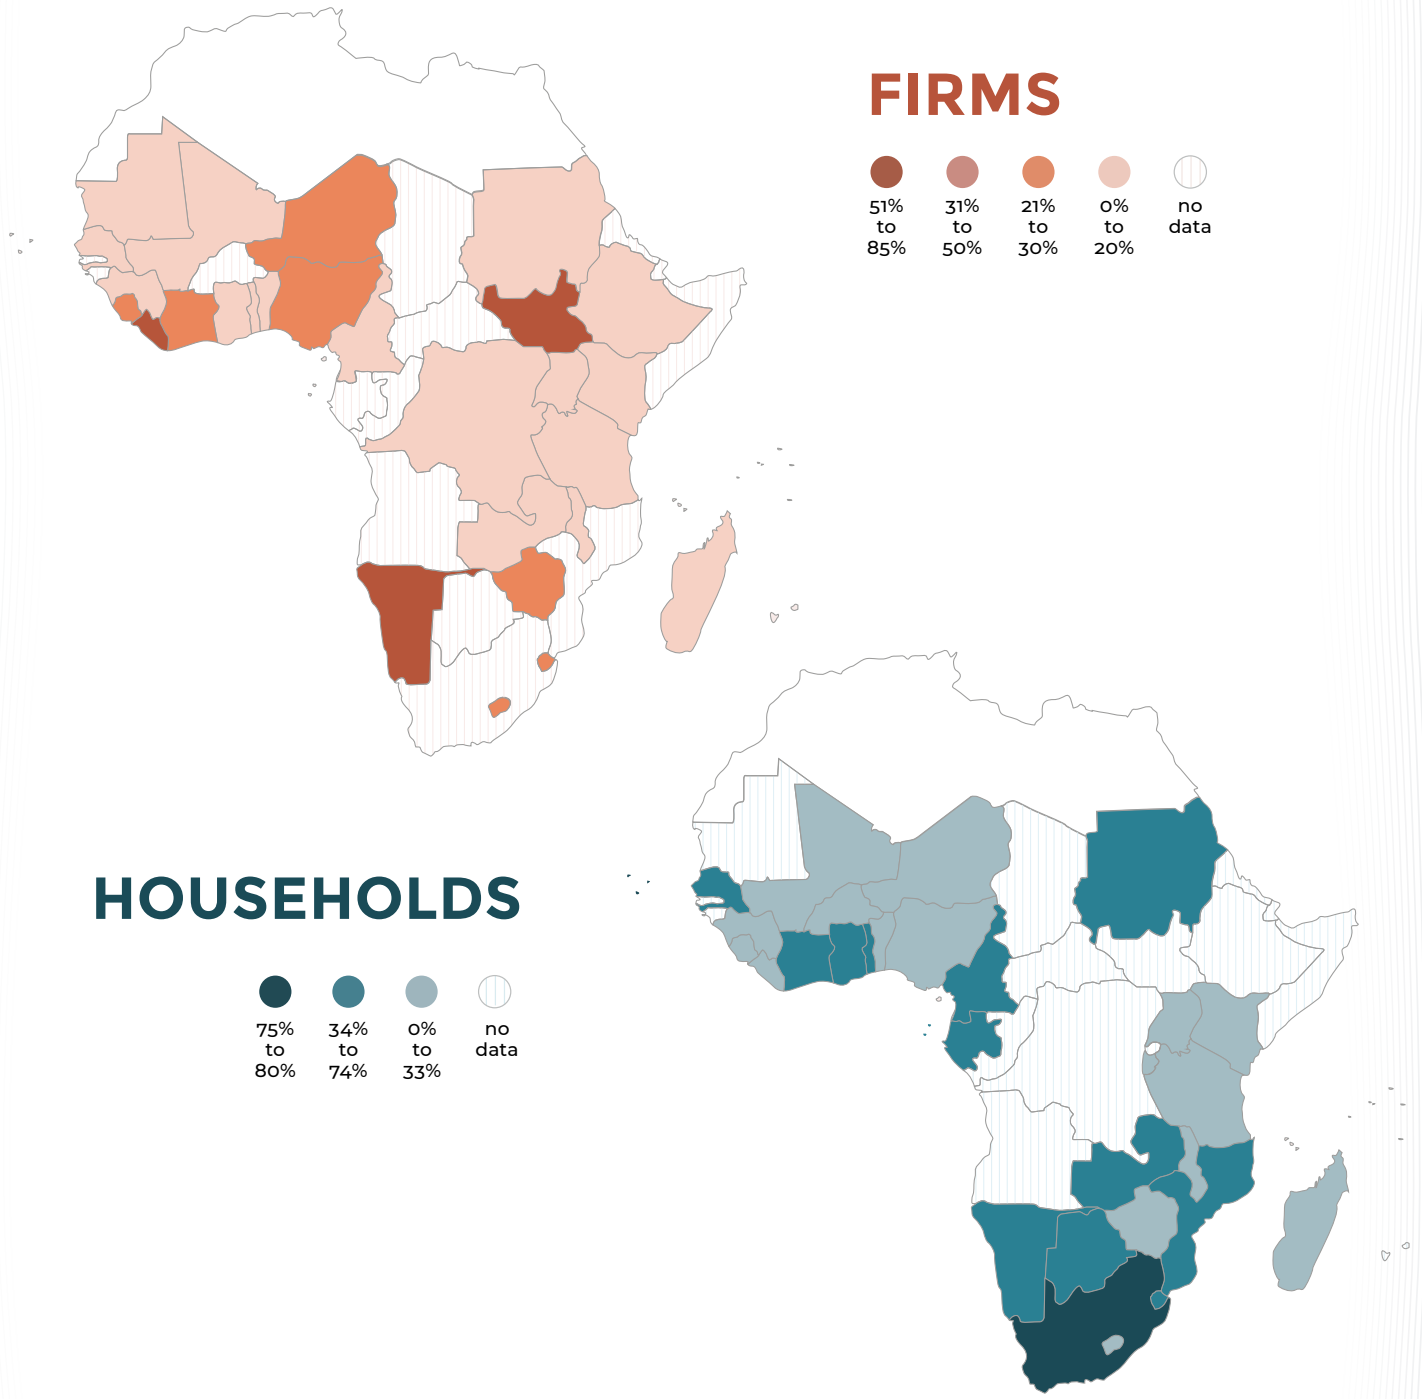 FIRMS
51% to 85%
31% to 50%
21% to 30%
0% to 20%
no data
HOUSEHOLDS
75% to 80%
34% to 74%
0% to 33%
no data